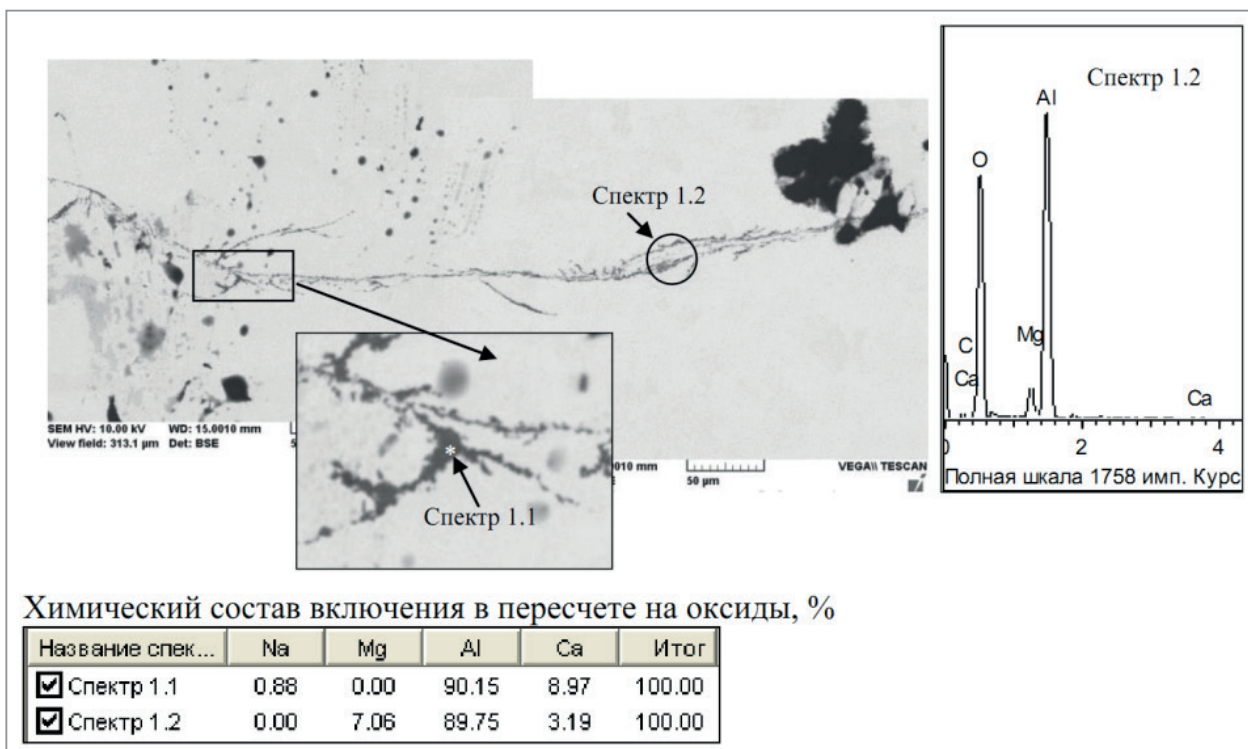 Спектр 1.2
SEM HV: 10.00 kV WD: 15.0010 mm
View field: 313.1 µm Det: BSE
5
010 mm
50 µm
VEGA\\ TESCAN
Спектр 1.1
Спектр 1.2
Al
O
C
Ca
Mg
Ca
0 2 4
Полная шкала 1758 имп. Курс
Химический состав включения в пересчете на оксиды, %
Название спек... Na Mg Al Ca Итог
Спектр 1.1 0.88 0.00 90.15 8.97 100.00
Спектр 1.2 0.00 7.06 89.75 3.19 100.00